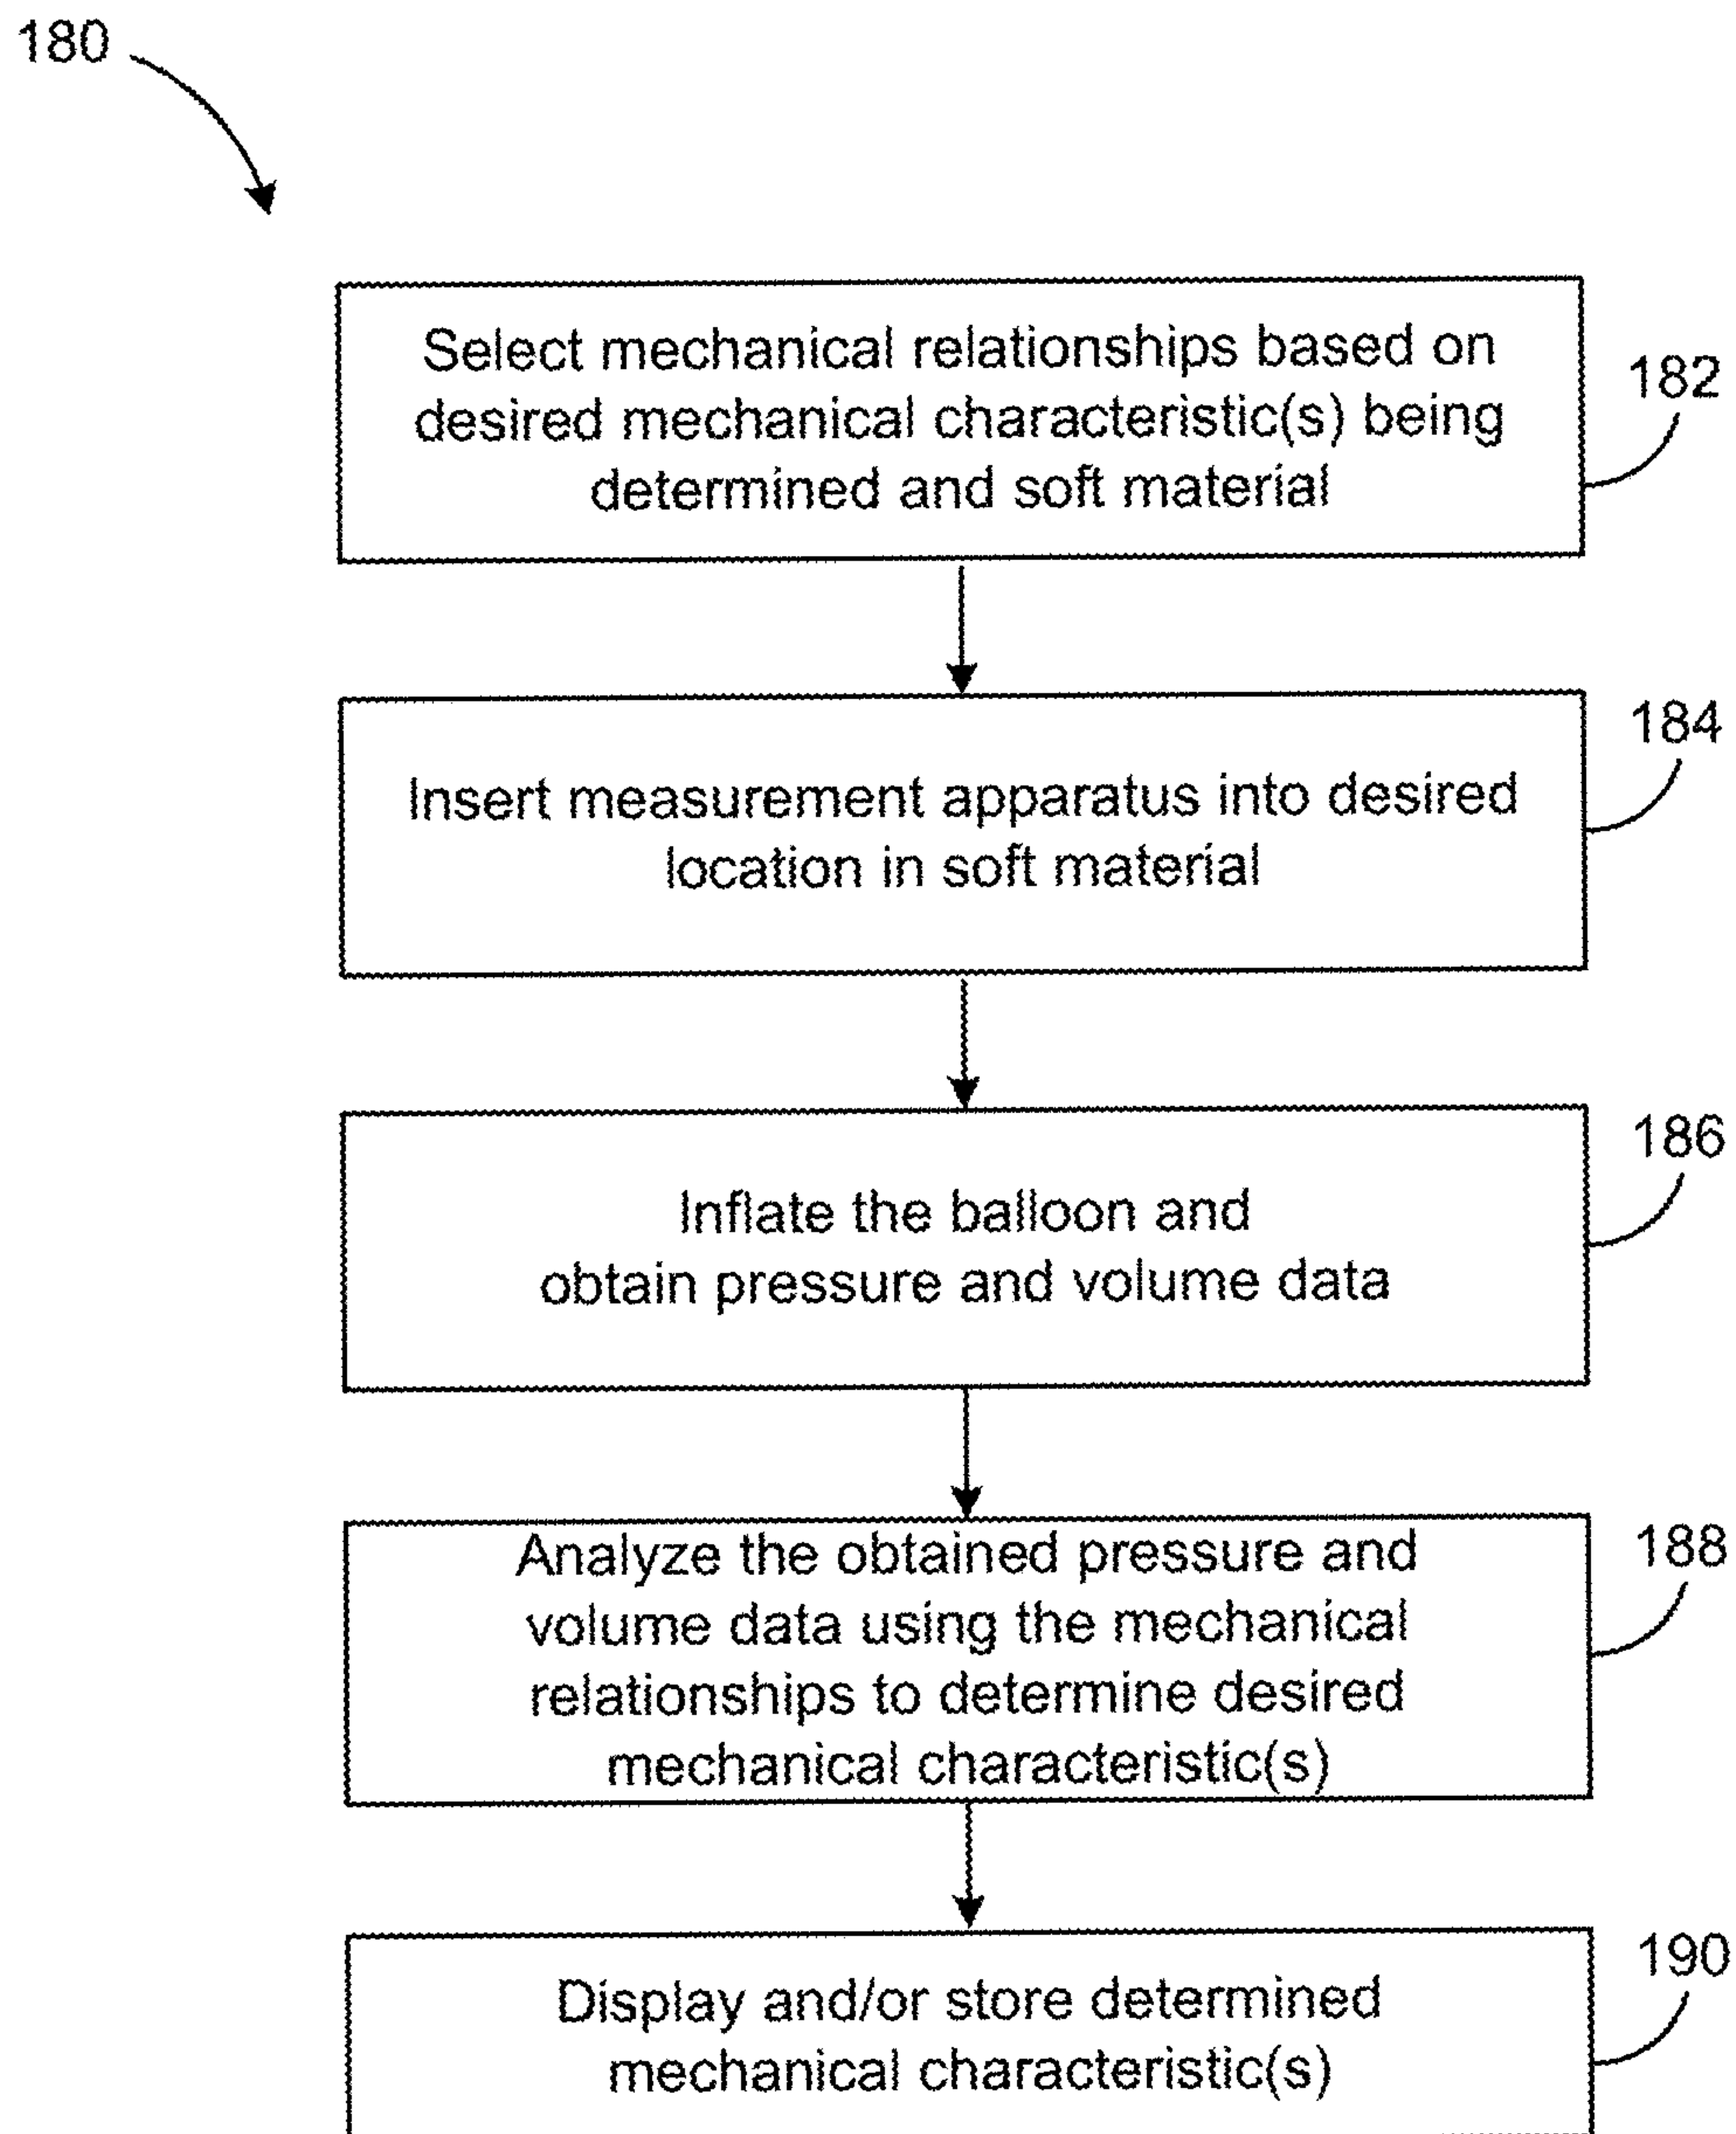 180
Select mechanical relationships based on
desired mechanical characteristic(s) being
determined and soft material
182
Insert measurement apparatus into desired
location in soft material
184
Inflate the balloon and
obtain pressure and volume data
186
Analyze the obtained pressure and
volume data using the mechanical
relationships to determine desired
mechanical characteristic(s)
188
Display and/or store determined
mechanical characteristic(s)
190